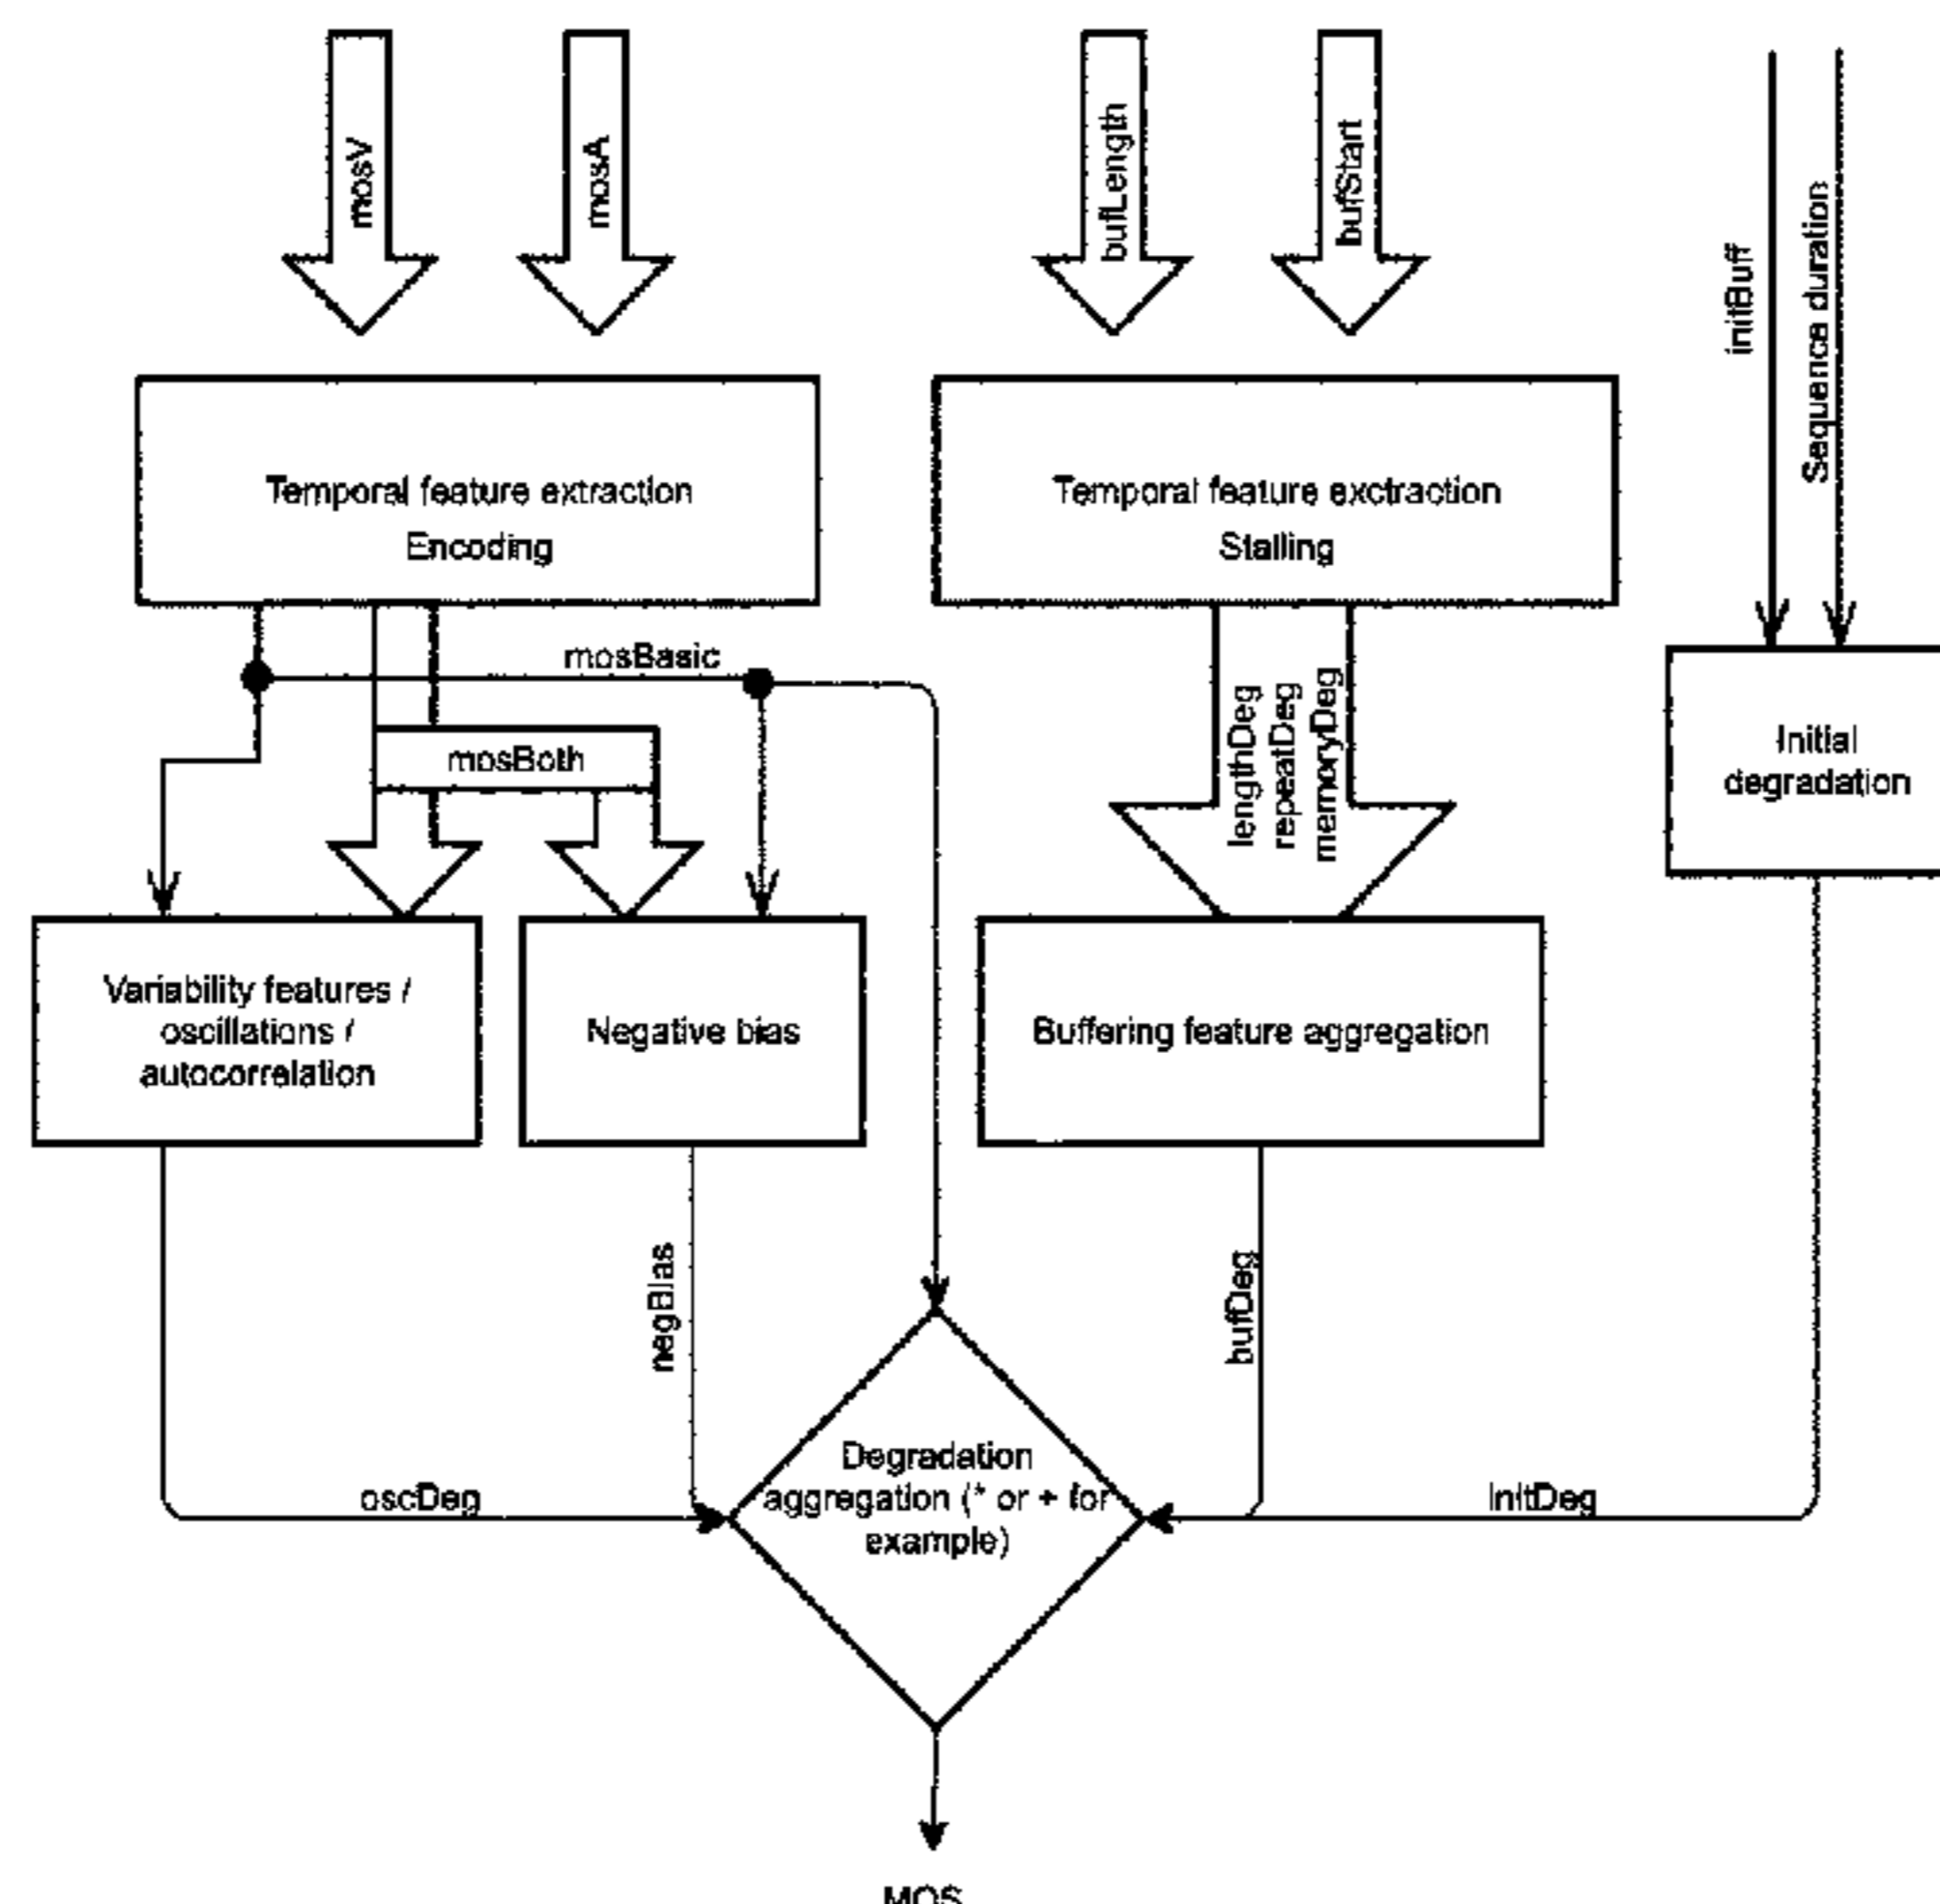 mosV
mosA
bufLength
bufStart
initBuff
Sequence duration
Temporal feature extraction
Encoding
Temporal feature exctraction
Stalling
mosBasic
mosBoth
lengthDeg
repeatDeg
memoryDeg
Initial
degradation
Variability features /
oscillations /
autocorrelation
Negative bias
Buffering feature aggregation
negBias
bufDeg
oscDeg
Degradation
aggregation (* or + for
example)
initDeg
MOS